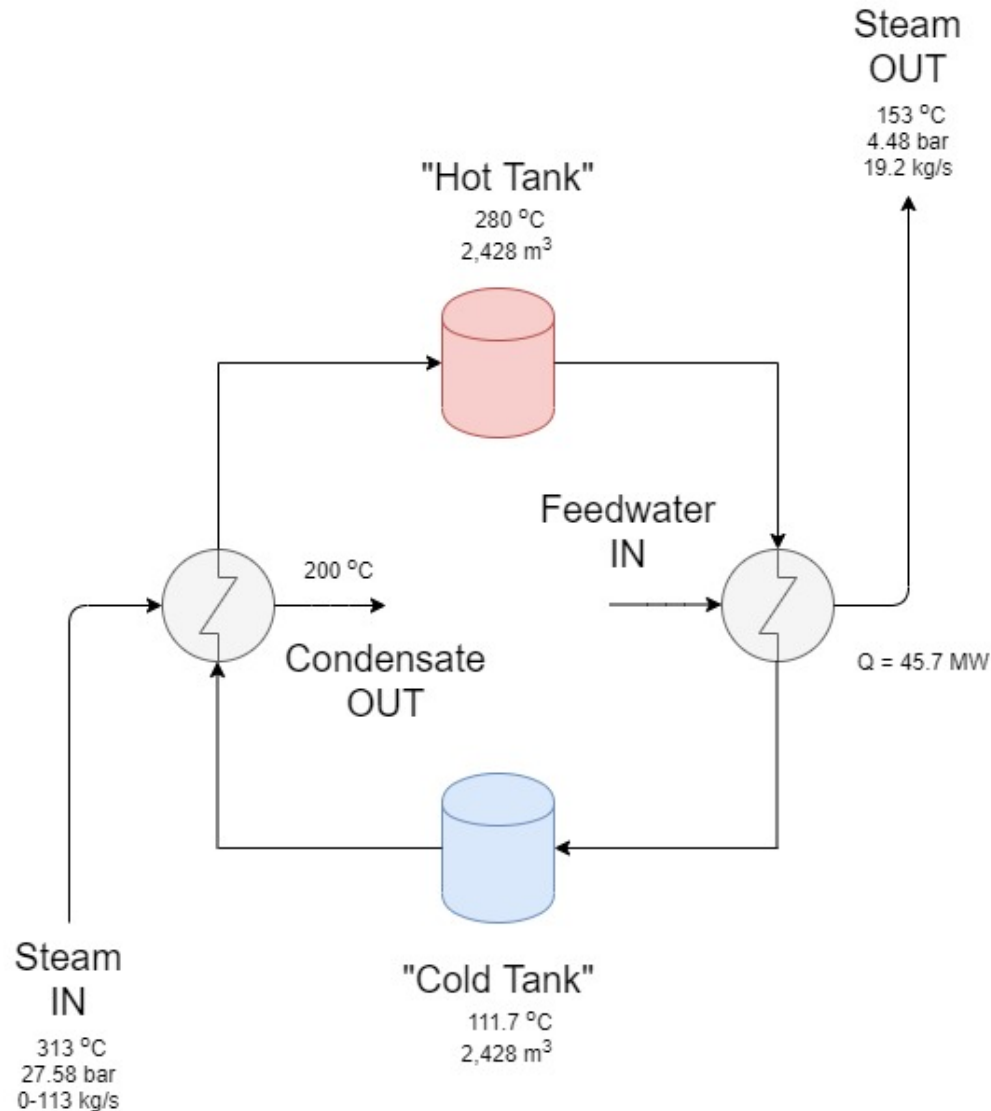 Steam
OUT
153 °C
4.48 bar
19.2 kg/s
"Hot Tank"
280 °C
2,428 m³
Feedwater
IN
200 °C
Condensate
OUT
Q = 45.7 MW
"Cold Tank"
111.7 °C
2,428 m³
Steam
IN
313 °C
27.58 bar
0-113 kg/s